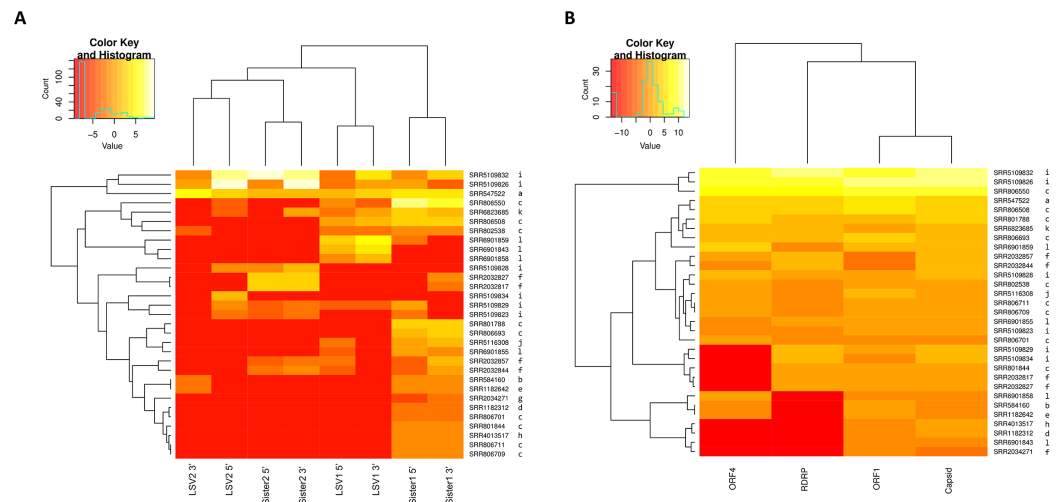 A
Color Key
and Histogram
Count
0 40 100
-5 0 5
Value
SRR5109832 i
SRR5109826 i
SRR547522 a
SRR806550 c
SRR6823685 k
SRR806508 c
SRR802538 c
SRR6901859 l
SRR6901843 l
SRR6901858 l
SRR5109828 i
SRR2032827 f
SRR2032817 f
SRR5109834 i
SRR5109829 i
SRR5109823 i
SRR801788 c
SRR806693 c
SRR5116308 j
SRR6901855 l
SRR2032857 f
SRR2032844 f
SRR584160 b
SRR1182642 e
SRR2034271 g
SRR1182312 d
SRR806701 c
SRR801844 c
SRR4013517 h
SRR806711 c
SRR806709 c
LSV2 3'
LSV2 5'
Sister2 5'
Sister2 3'
LSV1 5'
LSV1 3'
Sister1 5'
Sister1 3'
B
Color Key
and Histogram
Count
0 10 30
-10 0 5 10
Value
SRR5109832 i
SRR5109826 i
SRR806550 c
SRR547522 a
SRR806508 c
SRR801788 c
SRR6823685 k
SRR806693 c
SRR6901859 l
SRR2032857 f
SRR2032844 f
SRR5109828 i
SRR802538 c
SRR5116308 j
SRR806711 c
SRR806709 c
SRR6901855 l
SRR5109823 i
SRR806701 c
SRR5109829 i
SRR5109834 i
SRR801844 c
SRR2032817 f
SRR2032827 f
SRR6901858 l
SRR584160 b
SRR1182642 e
SRR4013517 h
SRR1182312 d
SRR6901843 l
SRR2034271 f
ORF4
RDRP
ORF1
Capsid